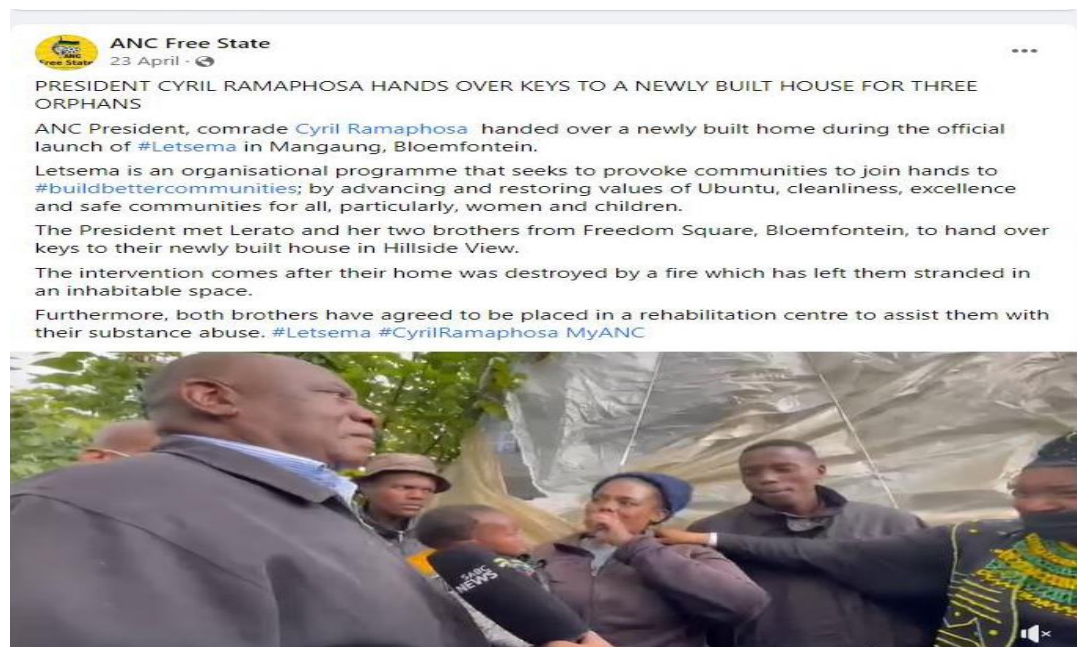 ANC Free State
ANC
Free State
23 April ·
PRESIDENT CYRIL RAMAPHOSA HANDS OVER KEYS TO A NEWLY BUILT HOUSE FOR THREE
ORPHANS
ANC President, comrade Cyril Ramaphosa handed over a newly built home during the official
launch of #Letsema in Mangaung, Bloemfontein.
Letsema is an organisational programme that seeks to provoke communities to join hands to
#buildbettercommunities; by advancing and restoring values of Ubuntu, cleanliness, excellence
and safe communities for all, particularly, women and children.
The President met Lerato and her two brothers from Freedom Square, Bloemfontein, to hand over
keys to their newly built house in Hillside View.
The intervention comes after their home was destroyed by a fire which has left them stranded in
an inhabitable space.
Furthermore, both brothers have agreed to be placed in a rehabilitation centre to assist them with
their substance abuse. #Letsema #CyrilRamaphosa MyANC
SABC
NEWS